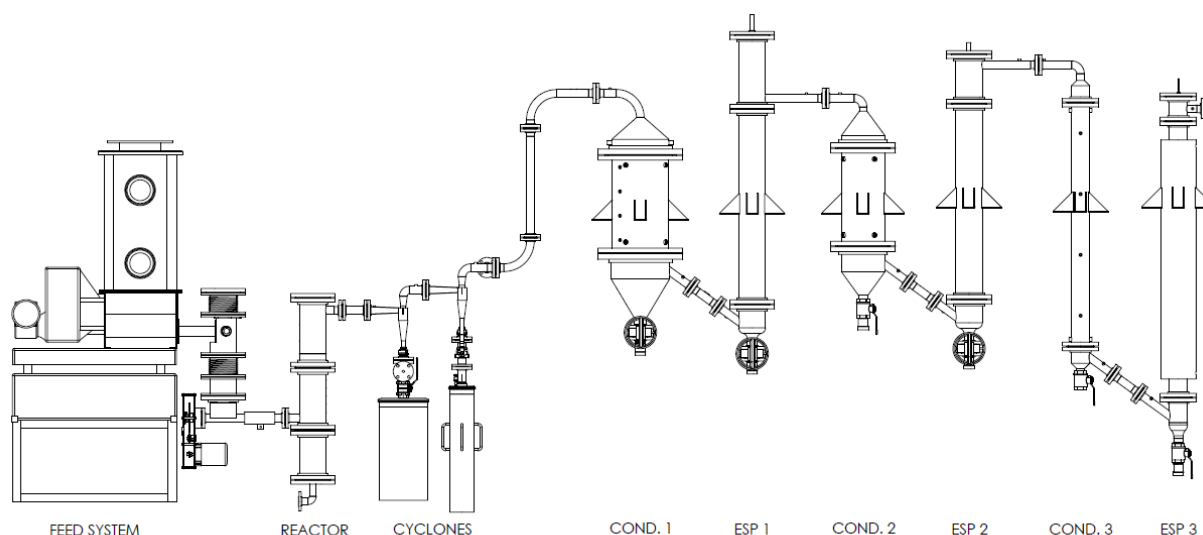 FEED SYSTEM REACTOR CYCLONES COND. 1 ESP 1 COND. 2 ESP 2 COND. 3 ESP 3